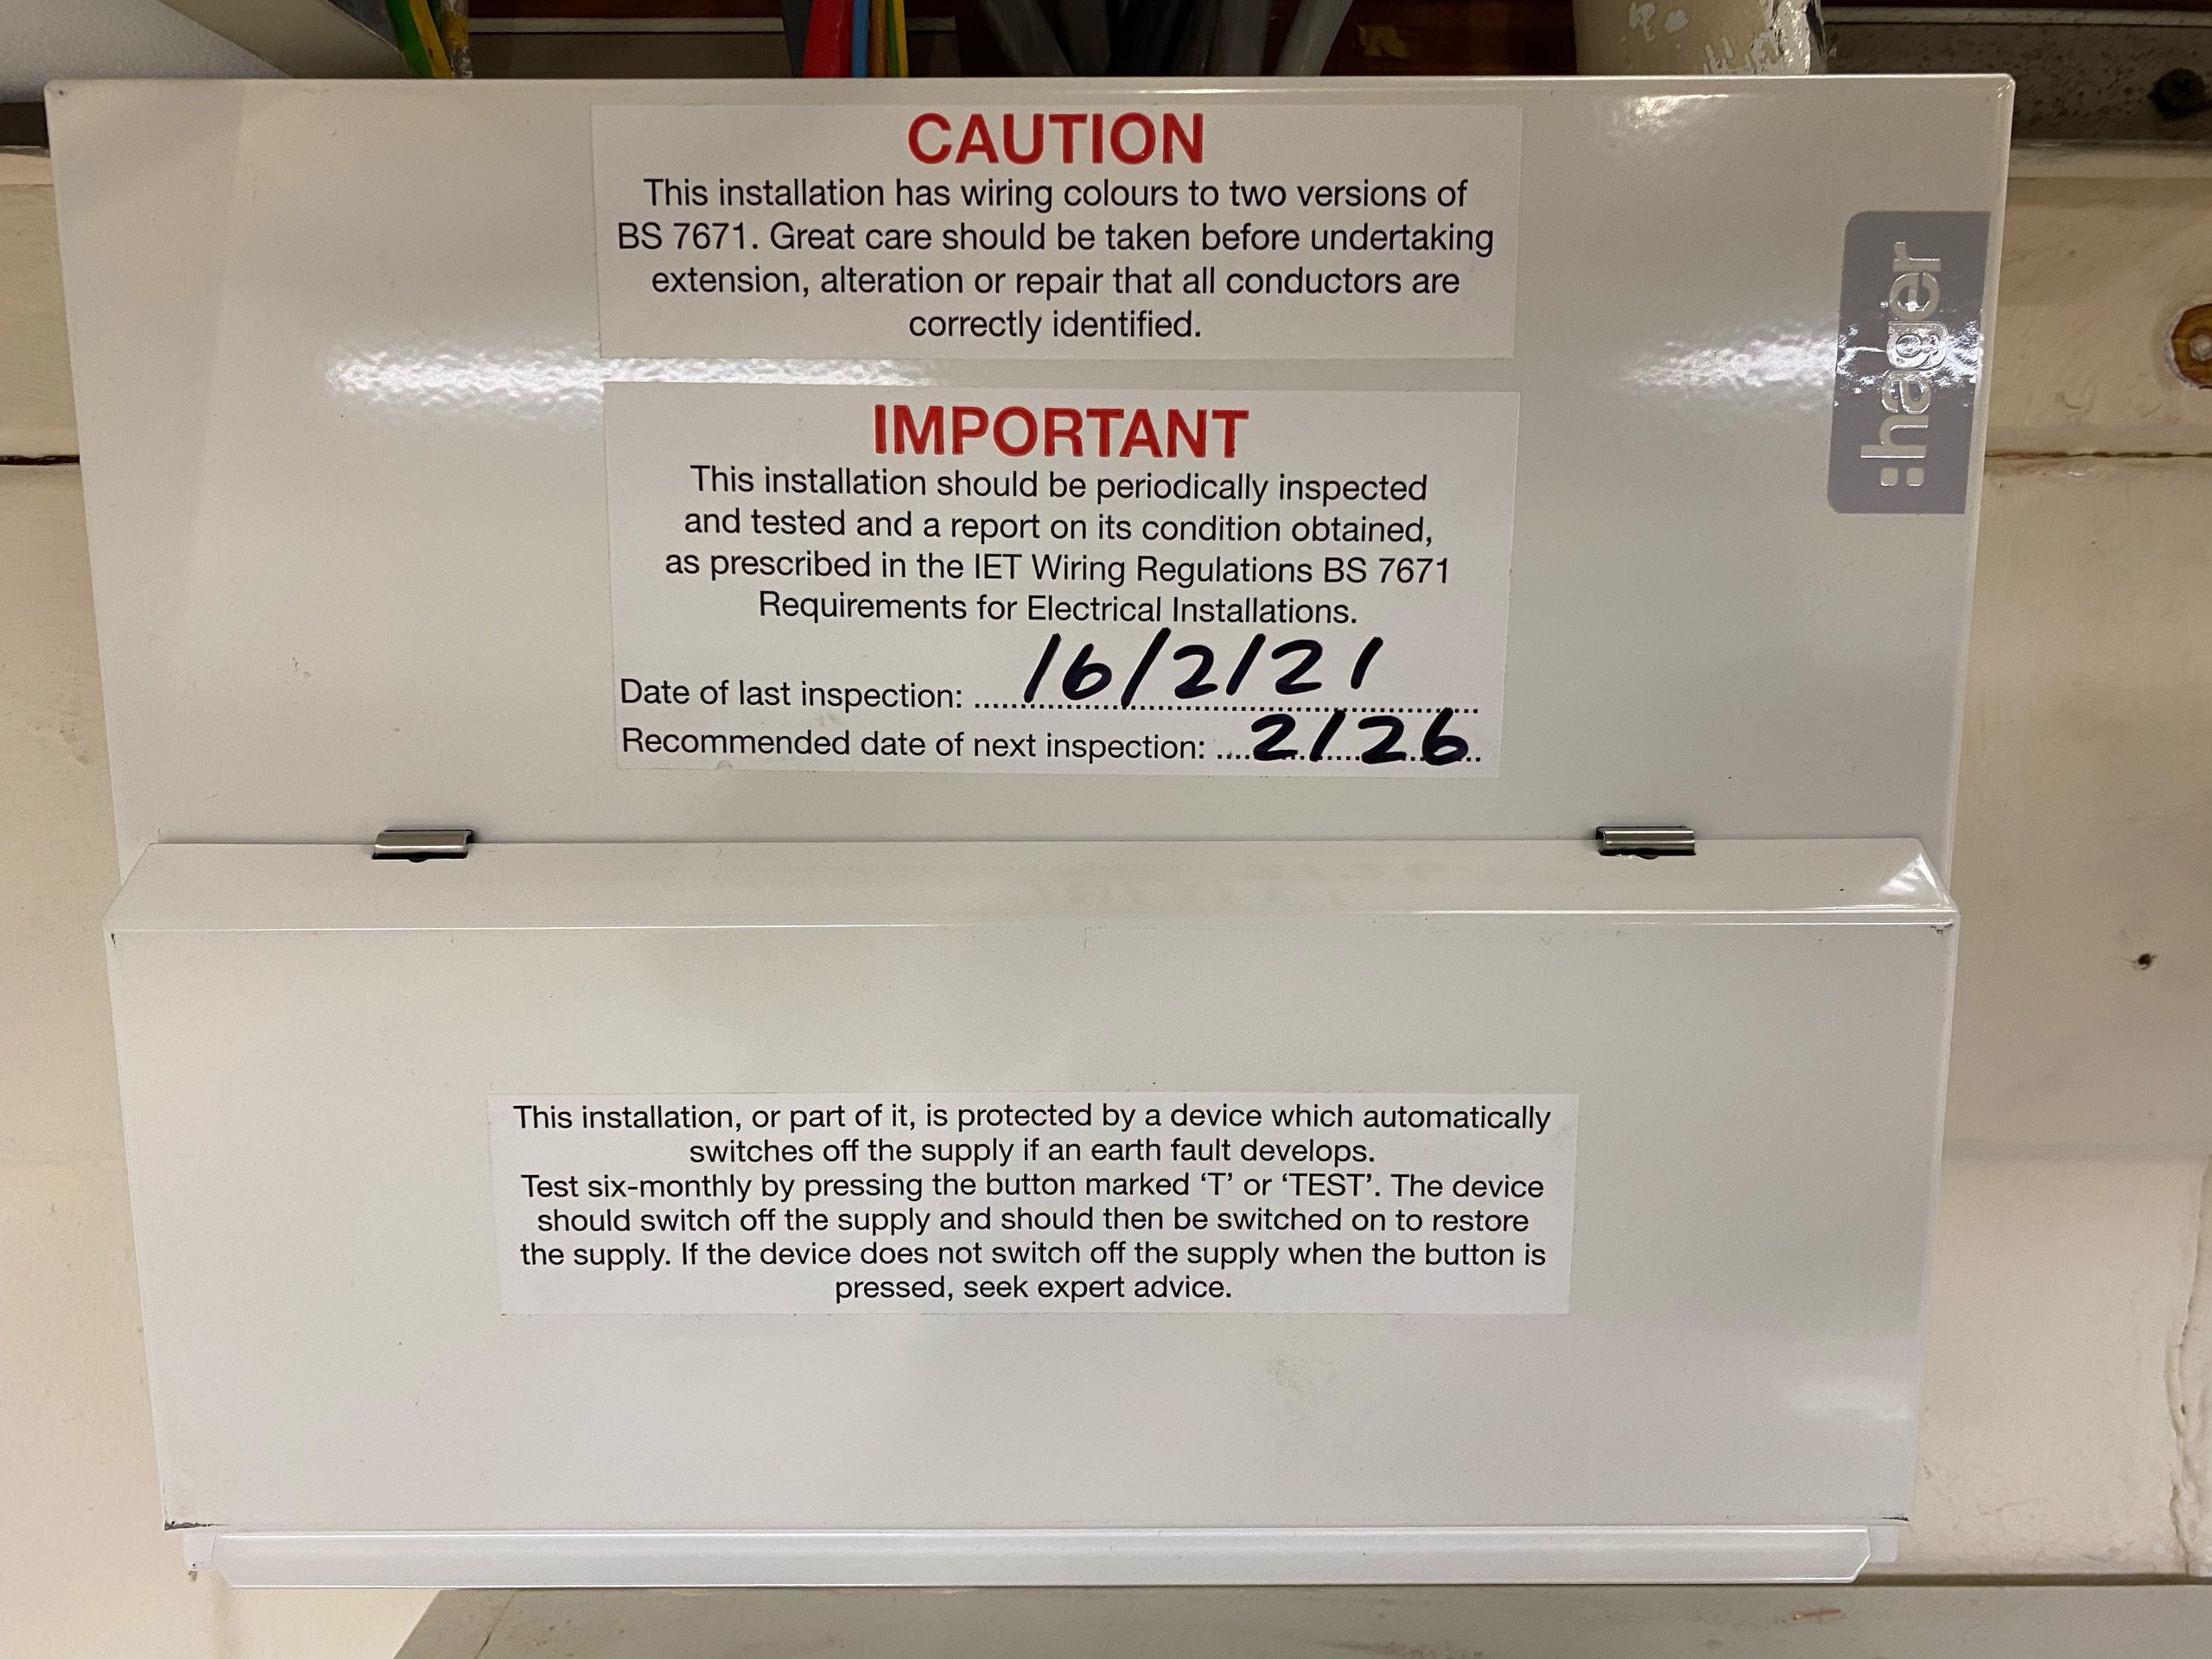 CAUTION
This installation has wiring colours to two versions of
BS 7671. Great care should be taken before undertaking
extension, alteration or repair that all conductors are
correctly identified.
:hager
IMPORTANT
This installation should be periodically inspected
and tested and a report on its condition obtained,
as prescribed in the IET Wiring Regulations BS 7671
Requirements for Electrical Installations.
Date of last inspection: 16/2/21
Recommended date of next inspection: 2/26
This installation, or part of it, is protected by a device which automatically
switches off the supply if an earth fault develops.
Test six-monthly by pressing the button marked ‘T’ or ‘TEST’. The device
should switch off the supply and should then be switched on to restore
the supply. If the device does not switch off the supply when the button is
pressed, seek expert advice.